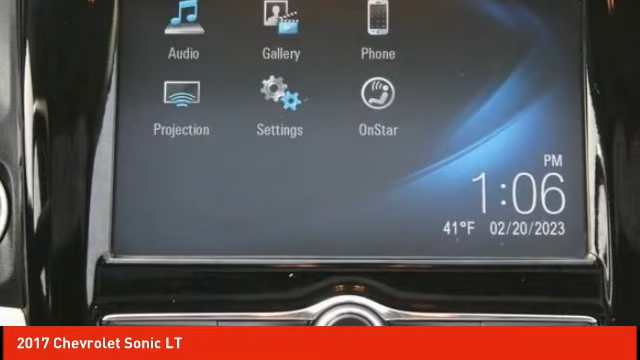 Audio Gallery Phone
Projection Settings OnStar
PM
1:06
41°F 02/20/2023
2017 Chevrolet Sonic LT